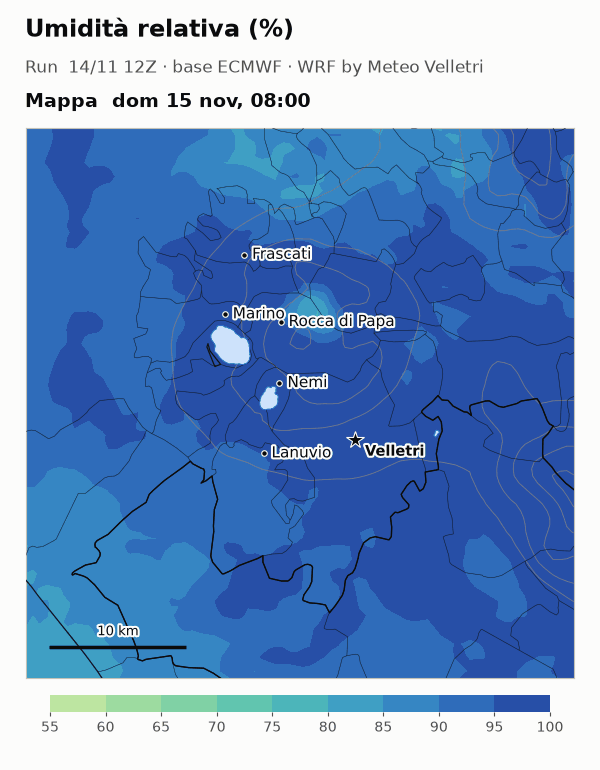 Umidità relativa (%)
Run 14/11 12Z · base ECMWF · WRF by Meteo Velletri
Mappa dom 15 nov, 08:00
Frascati
Marino
Rocca di Papa
Nemi
Velletri
Lanuvio
10 km
55 60 65 70 75 80 85 90 95 100